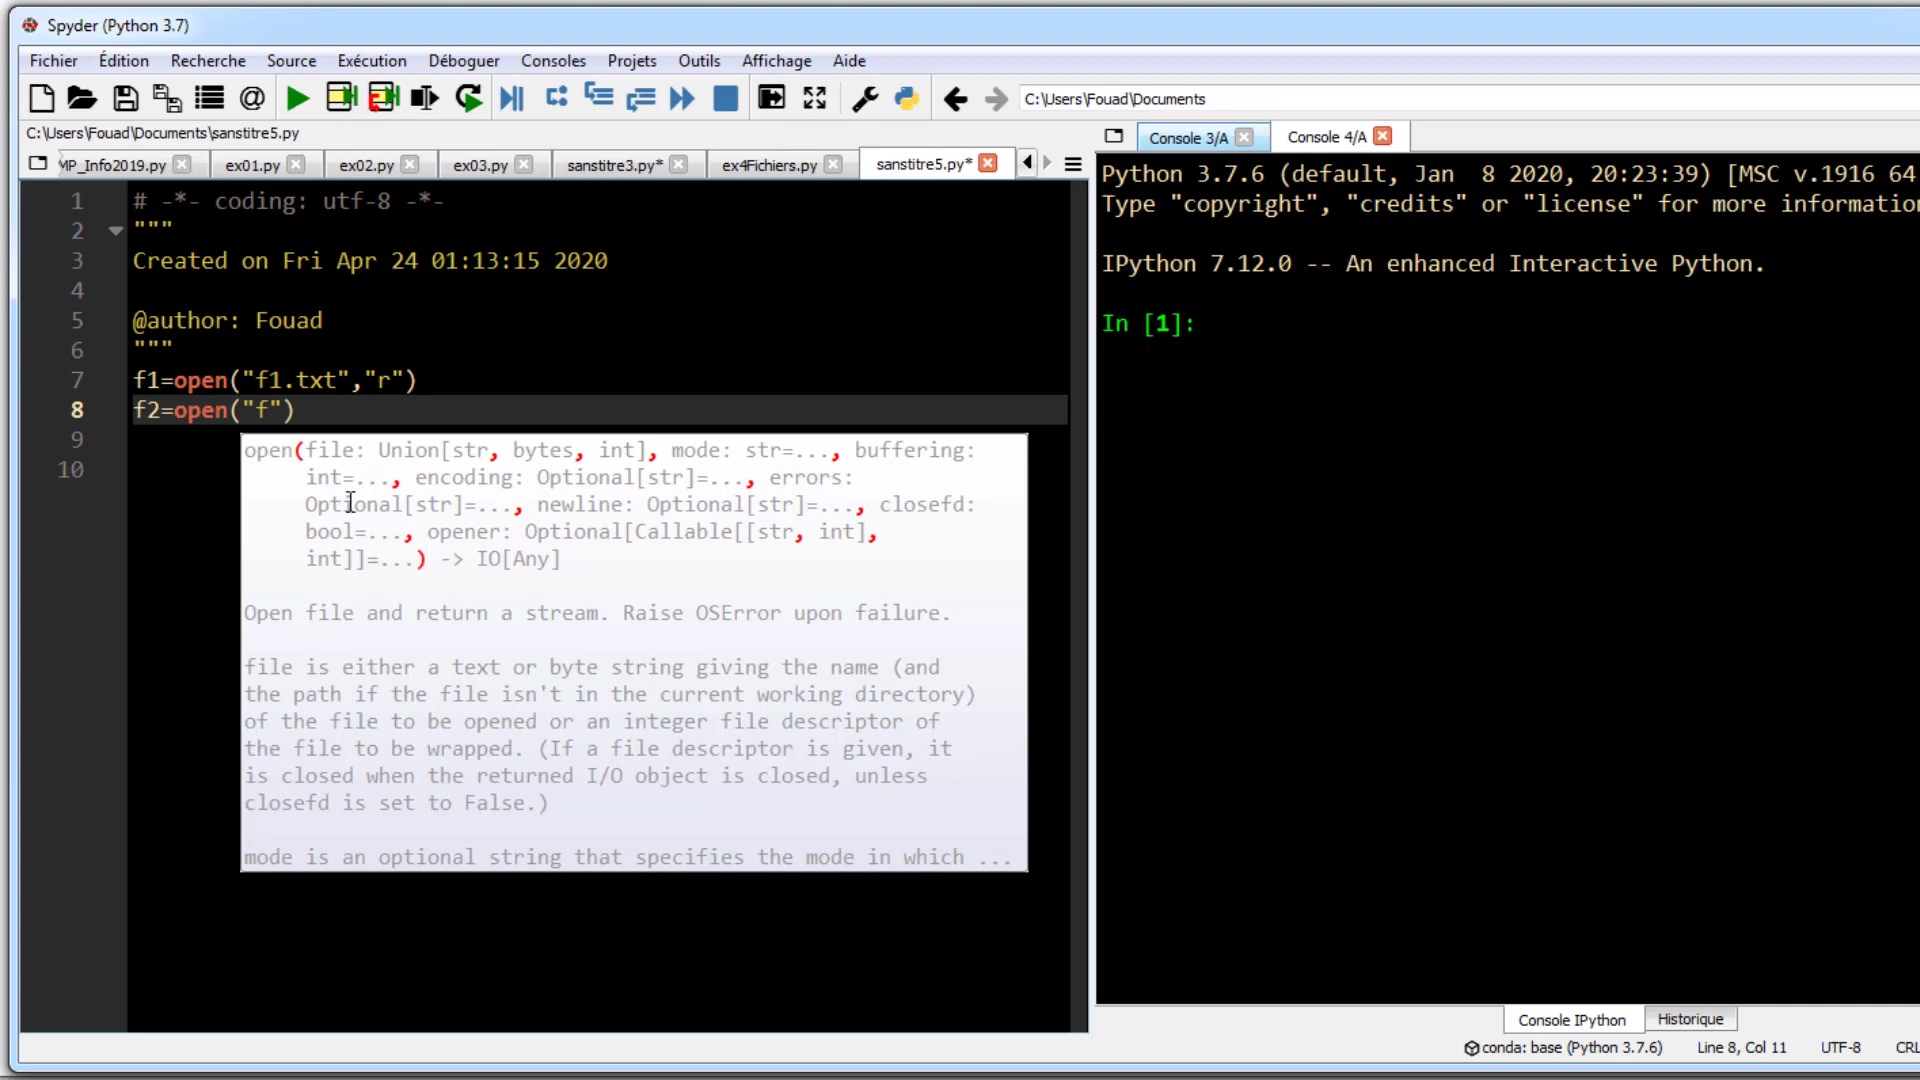 Spyder (Python 3.7)
Fichier Édition Recherche Source Exécution Déboguer Consoles Projets Outils Affichage Aide
C:\Users\Fouad\Documents
C:\Users\Fouad\Documents\sanstitre5.py
MP_Info2019.py ex01.py ex02.py ex03.py sanstitre3.py* ex4Fichiers.py sanstitre5.py*
1 # -*- coding: utf-8 -*-
2 """
3 Created on Fri Apr 24 01:13:15 2020
4
5 @author: Fouad
6 """
7 f1=open("f1.txt","r")
8 f2=open("f")
9
10
open(file: Union[str, bytes, int], mode: str=..., buffering:
int=..., encoding: Optional[str]=..., errors:
Optional[str]=..., newline: Optional[str]=..., closefd:
bool=..., opener: Optional[Callable[[str, int],
int]]=...) -> IO[Any]
Open file and return a stream. Raise OSError upon failure.
file is either a text or byte string giving the name (and
the path if the file isn't in the current working directory)
of the file to be opened or an integer file descriptor of
the file to be wrapped. (If a file descriptor is given, it
is closed when the returned I/O object is closed, unless
closefd is set to False.)
mode is an optional string that specifies the mode in which ...
Console 3/A Console 4/A
Python 3.7.6 (default, Jan 8 2020, 20:23:39) [MSC v.1916 64
Type "copyright", "credits" or "license" for more informatio
IPython 7.12.0 -- An enhanced Interactive Python.
In [1]:
Console IPython Historique
conda: base (Python 3.7.6) Line 8, Col 11 UTF-8 CRL